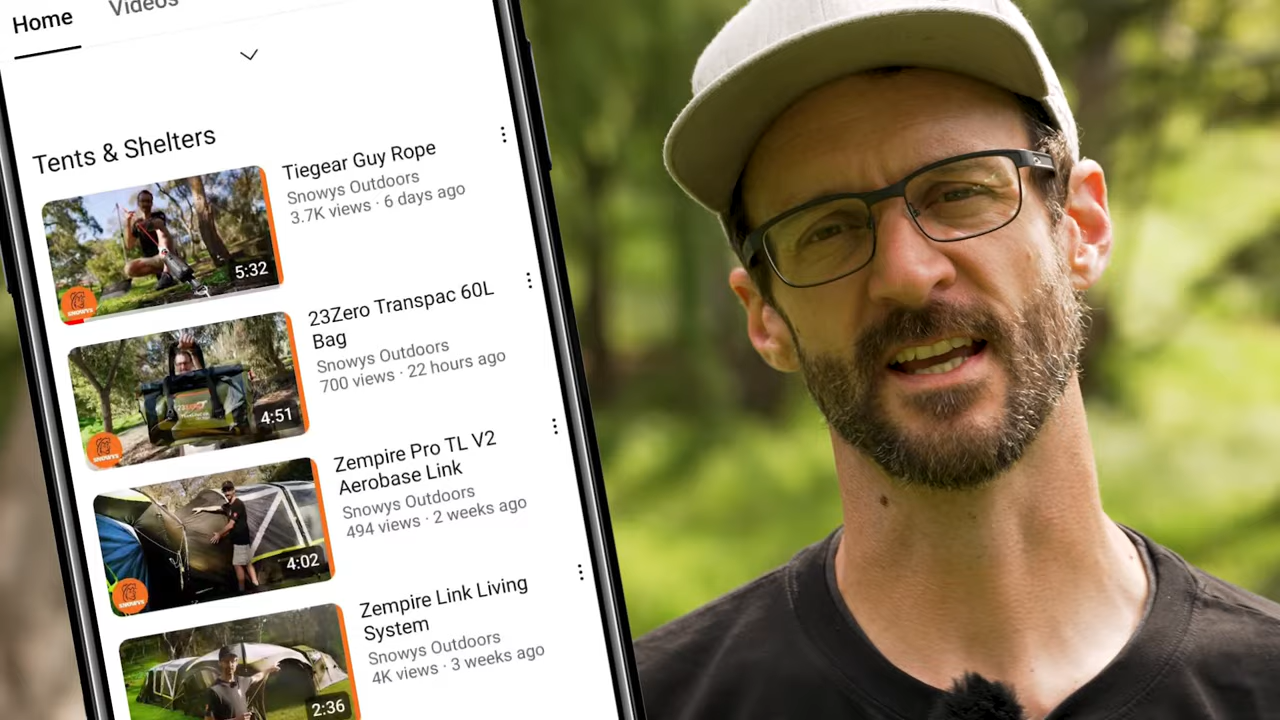 Home Videos
Tents & Shelters
Tiegear Guy Rope
Snowys Outdoors
3.7K views · 6 days ago
5:32
SNOWYS
23Zero Transpac 60L
Bag
Snowys Outdoors
700 views · 22 hours ago
4:51
SNOWYS
Zempire Pro TL V2
Aerobase Link
Snowys Outdoors
494 views · 2 weeks ago
4:02
SNOWYS
Zempire Link Living
System
Snowys Outdoors
4K views · 3 weeks ago
2:36